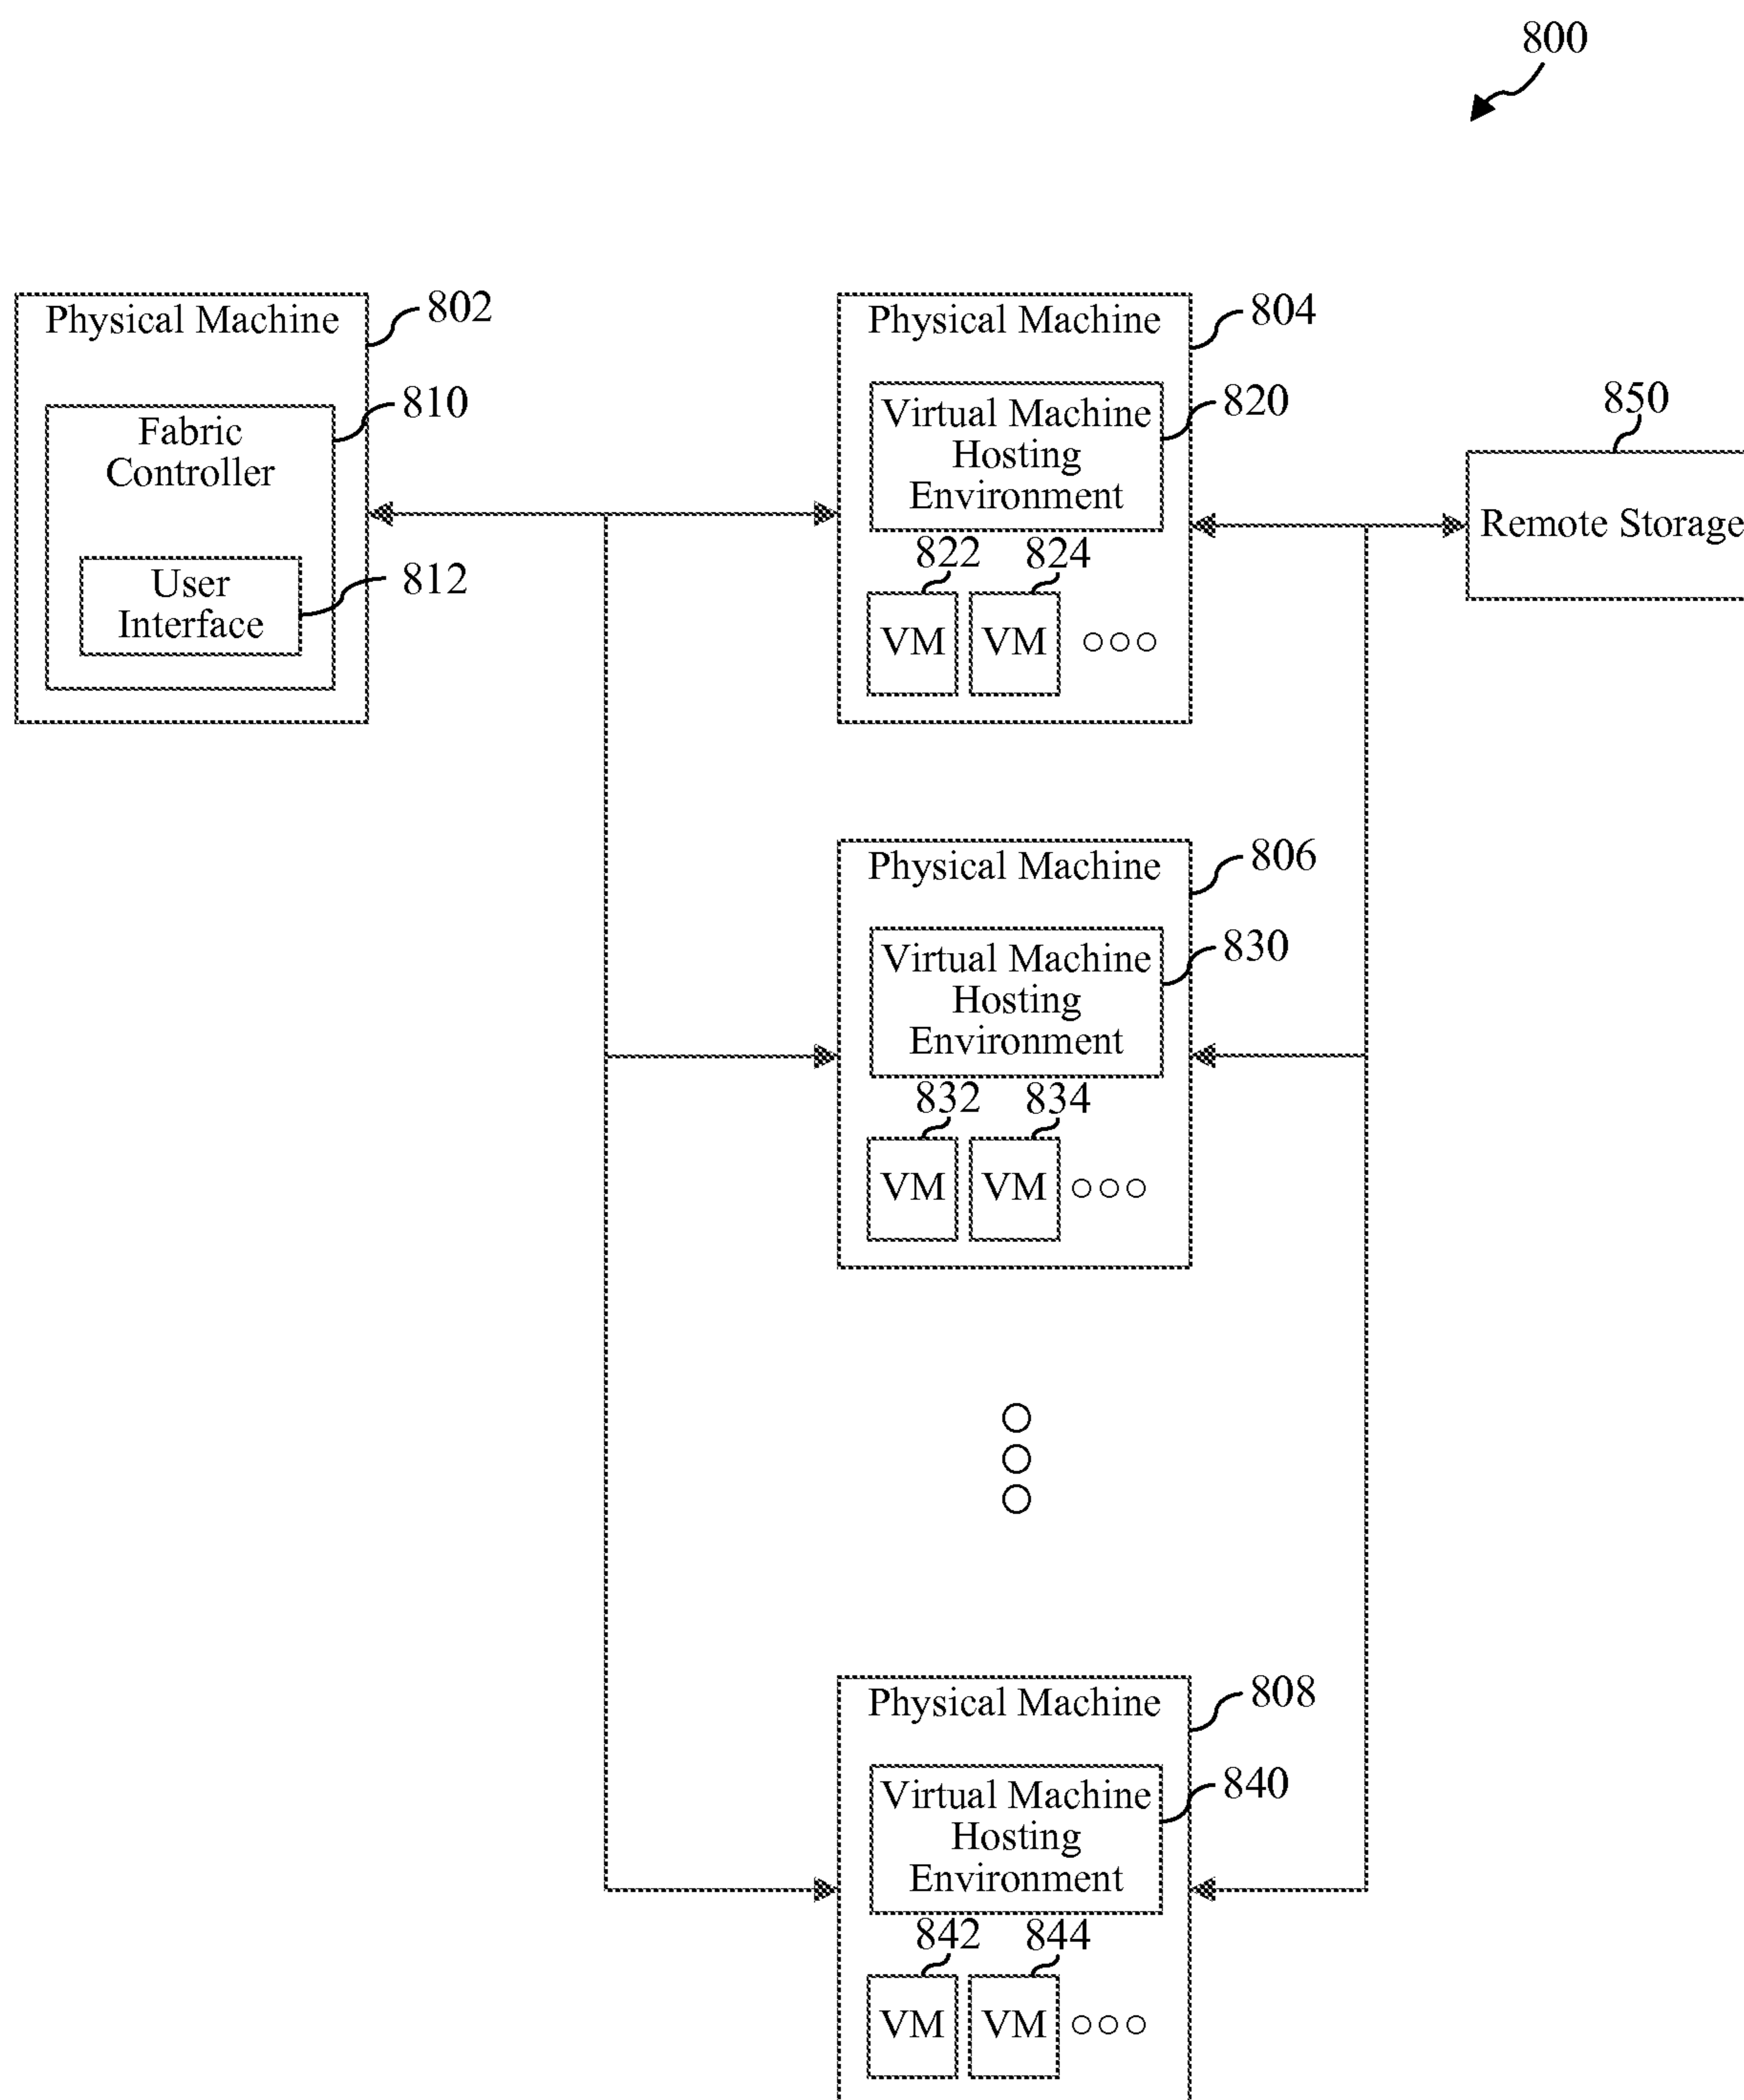 800
Physical Machine
802
Fabric
Controller
810
User
Interface
812
Physical Machine
804
Virtual Machine
Hosting
Environment
820
822
824
VM
VM
850
Remote Storage
Physical Machine
806
Virtual Machine
Hosting
Environment
830
832
834
VM
VM
Physical Machine
808
Virtual Machine
Hosting
Environment
840
842
844
VM
VM